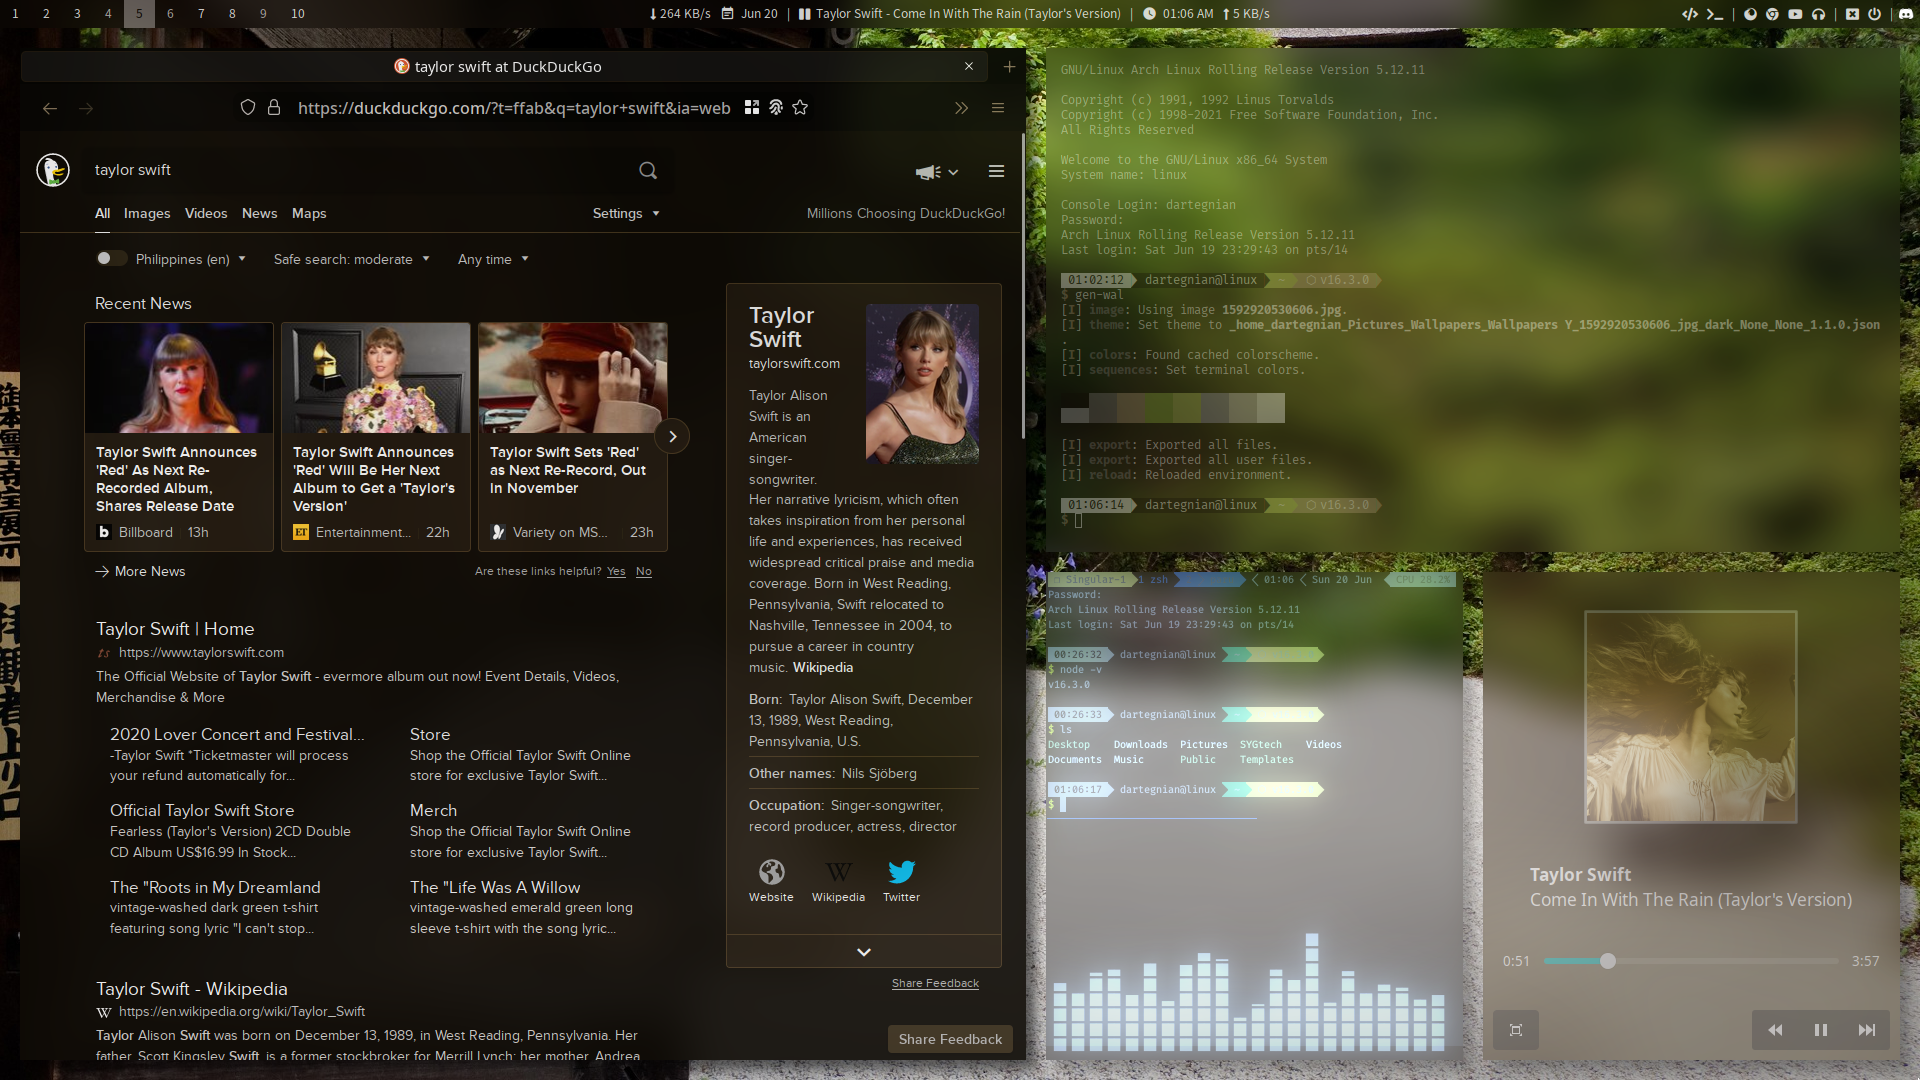 1 2 3 4 5 6 7 8 9 10
264 KB/s Jun 20 | Taylor Swift - Come In With The Rain (Taylor's Version) | 01:06 AM 5 KB/s
taylor swift at DuckDuckGo
https://duckduckgo.com/?t=ffab&q=taylor+swift&ia=web
taylor swift
All Images Videos News Maps Settings
Millions Choosing DuckDuckGo!
Philippines (en) Safe search: moderate Any time
Recent News
Taylor Swift Announces
'Red' As Next Re-
Recorded Album,
Shares Release Date
Billboard 13h
Taylor Swift Announces
'Red' Will Be Her Next
Album to Get a 'Taylor's
Version'
ET Entertainment... 22h
Taylor Swift Sets 'Red'
as Next Re-Record, Out
in November
Variety on MS... 23h
More News
Are these links helpful? Yes No
Taylor Swift | Home
ts https://www.taylorswift.com
The Official Website of Taylor Swift - evermore album out now! Event Details, Videos,
Merchandise & More
2020 Lover Concert and Festival...
-Taylor Swift *Ticketmaster will process
your refund automatically for...
Store
Shop the Official Taylor Swift Online
store for exclusive Taylor Swift...
Official Taylor Swift Store
Fearless (Taylor's Version) 2CD Double
CD Album US$16.99 In Stock...
Merch
Shop the Official Taylor Swift Online
store for exclusive Taylor Swift...
The "Roots in My Dreamland
vintage-washed dark green t-shirt
featuring song lyric "I can't stop...
The "Life Was A Willow
vintage-washed emerald green long
sleeve t-shirt with the song lyric...
Taylor Swift - Wikipedia
W https://en.wikipedia.org/wiki/Taylor_Swift
Taylor Alison Swift was born on December 13, 1989, in West Reading, Pennsylvania. Her
father, Scott Kingsley Swift, is a former stockbroker for Merrill Lynch; her mother, Andrea
Taylor
Swift
taylorswift.com
Taylor Alison
Swift is an
American
singer-
songwriter.
Her narrative lyricism, which often
takes inspiration from her personal
life and experiences, has received
widespread critical praise and media
coverage. Born in West Reading,
Pennsylvania, Swift relocated to
Nashville, Tennessee in 2004, to
pursue a career in country
music. Wikipedia
Born: Taylor Alison Swift, December
13, 1989, West Reading,
Pennsylvania, U.S.
Other names: Nils Sjöberg
Occupation: Singer-songwriter,
record producer, actress, director
Website Wikipedia Twitter
Share Feedback
Share Feedback
GNU/Linux Arch Linux Rolling Release Version 5.12.11
Copyright (c) 1991, 1992 Linus Torvalds
Copyright (c) 1998-2021 Free Software Foundation, Inc.
All Rights Reserved
Welcome to the GNU/Linux x86_64 System
System name: linux
Console Login: dartegnian
Password:
Arch Linux Rolling Release Version 5.12.11
Last login: Sat Jun 19 23:29:43 on pts/14
01:02:12 dartegnian@linux ~ v16.3.0
$ gen-wal
[I] image: Using image 1592920530606.jpg.
[I] theme: Set theme to _home_dartegnian_Pictures_Wallpapers_Wallpapers Y_1592920530606_jpg_dark_None_None_1.1.0.json
.
[I] colors: Found cached colorscheme.
[I] sequences: Set terminal colors.
[I] export: Exported all files.
[I] export: Exported all user files.
[I] reload: Reloaded environment.
01:06:14 dartegnian@linux ~ v16.3.0
$
Singular-1 1 zsh 01:06 Sun 20 Jun CPU 28.2%
Password:
Arch Linux Rolling Release Version 5.12.11
Last login: Sat Jun 19 23:29:43 on pts/14
00:26:32 dartegnian@linux
$ node -v
v16.3.0
00:26:33 dartegnian@linux ~
$ ls
Desktop Downloads Pictures SYGtech Videos
Documents Music Public Templates
01:06:17 dartegnian@linux ~
$
Taylor Swift
Come In With The Rain (Taylor's Version)
0:51 3:57